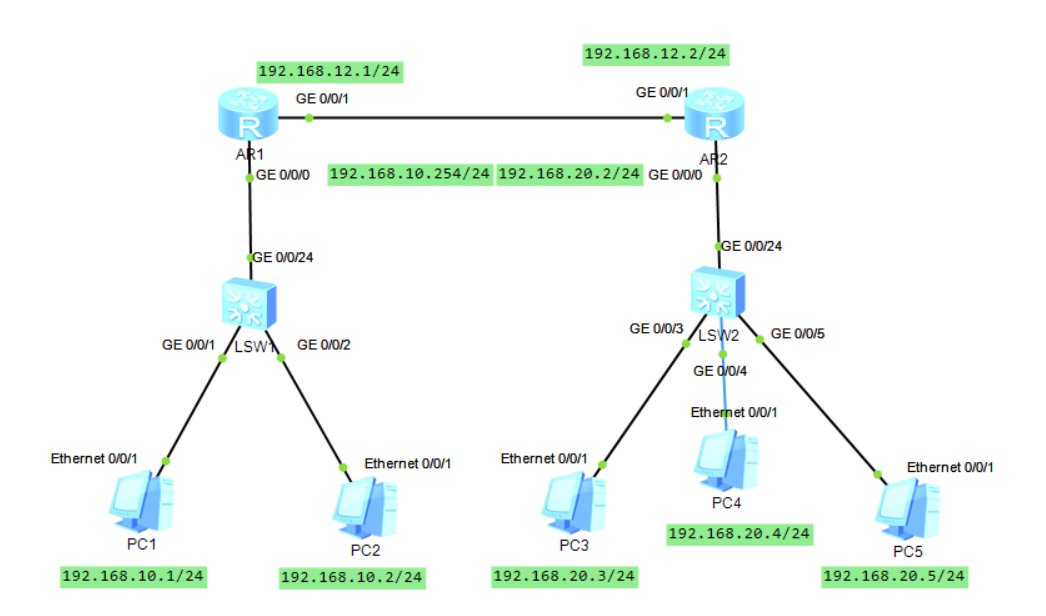 192.168.12.2/24
192.168.12.1/24
GE 0/0/1
GE 0/0/1
R
R
AR1
AR2
GE 0/0/0
192.168.10.254/24
192.168.20.2/24
GE 0/0/0
GE 0/0/24
GE 0/0/24
GE 0/0/1
LSW1
GE 0/0/2
GE 0/0/3
LSW2
GE 0/0/5
GE 0/0/4
Ethernet 0/0/1
Ethernet 0/0/1
Ethernet 0/0/1
Ethernet 0/0/1
Ethernet 0/0/1
PC4
PC1
PC2
PC3
192.168.20.4/24
PC5
192.168.10.1/24
192.168.10.2/24
192.168.20.3/24
192.168.20.5/24